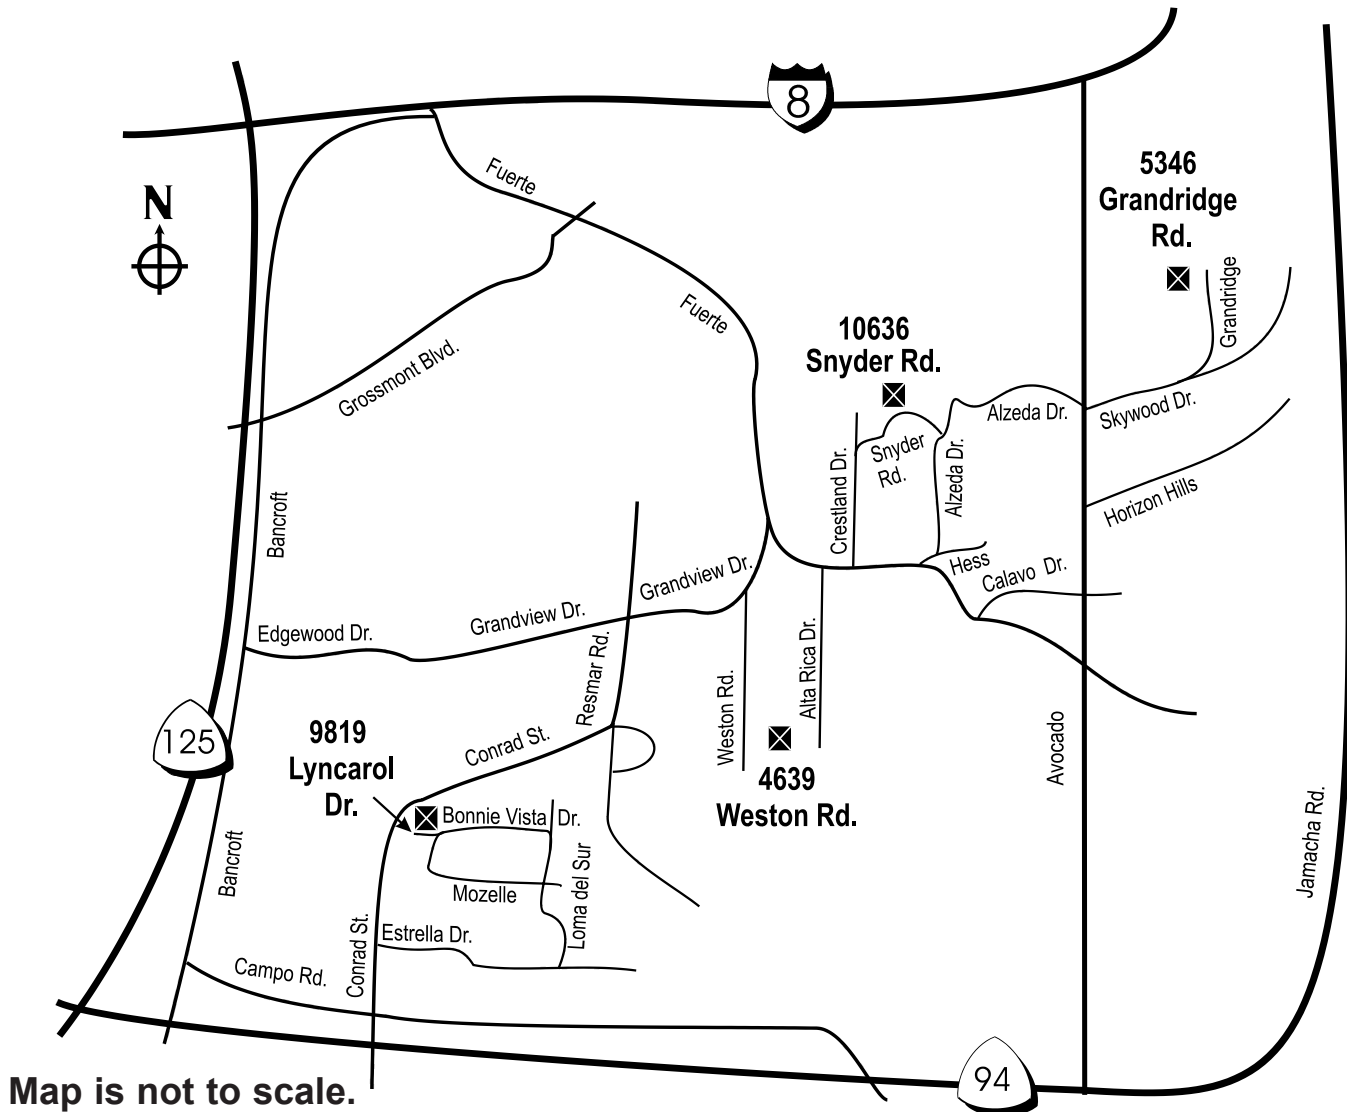 8
N
Fuerte
5346
Grandridge
Rd.
Grandridge
Fuerte
10636
Snyder Rd.
Grossmont Blvd.
Alzeda Dr.
Skywood Dr.
Snyder
Rd.
Crestland Dr.
Alzeda Dr.
Horizon Hills
Bancroft
Hess
Calavo Dr.
Grandview Dr.
Grandview Dr.
Edgewood Dr.
Resmar Rd.
Weston Rd.
Alta Rica Dr.
125
9819
Lyncarol
Dr.
Conrad St.
4639
Weston Rd.
Avocado
Jamacha Rd.
Bonnie Vista Dr.
Bancroft
Mozelle
Loma del Sur
Estrella Dr.
Conrad St.
Campo Rd.
94
Map is not to scale.